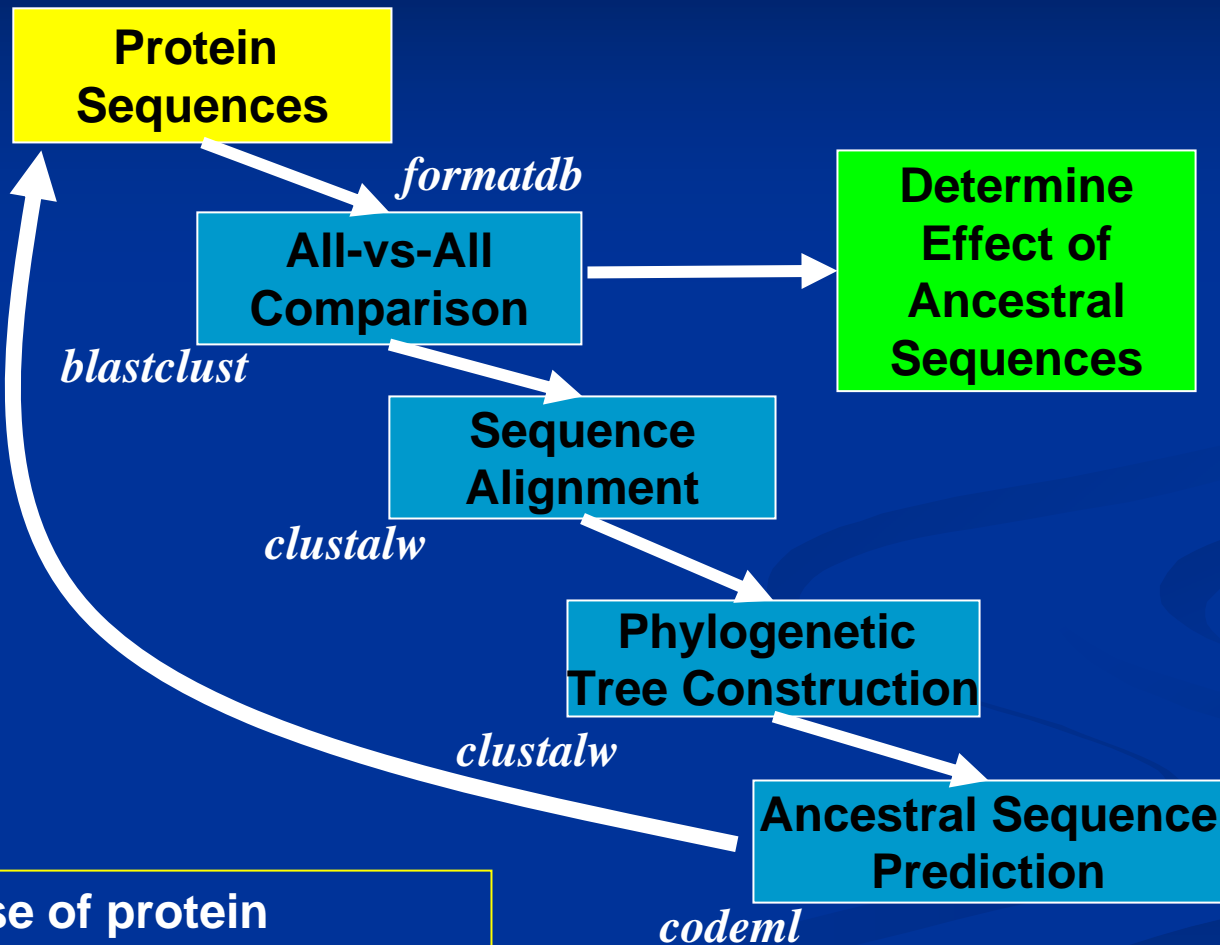 Protein
Sequences
formatdb
All-vs-All
Comparison
Determine
Effect of
Ancestral
Sequences
blastclust
Sequence
Alignment
clustalw
Phylogenetic
Tree Construction
clustalw
Ancestral Sequence
Prediction
codeml
of protein